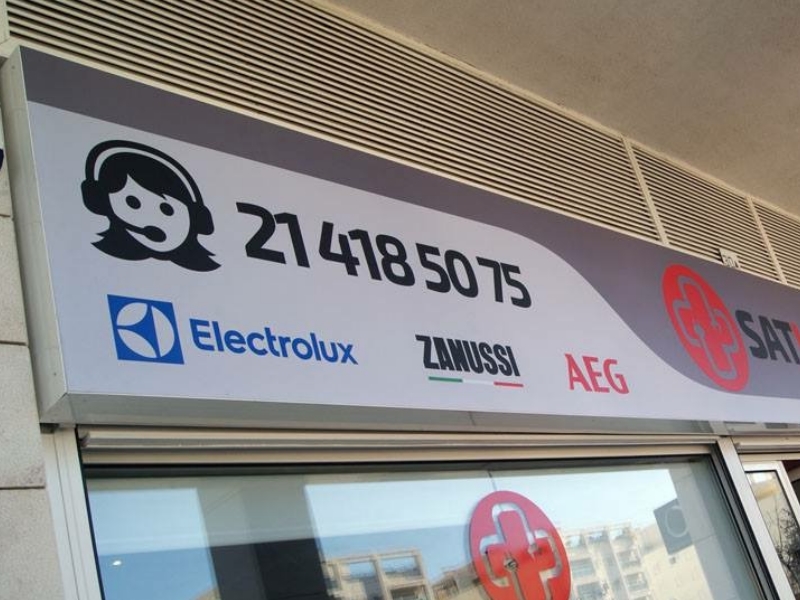 21 418 50 75
Electrolux
ZANUSSI
AEG
SAT